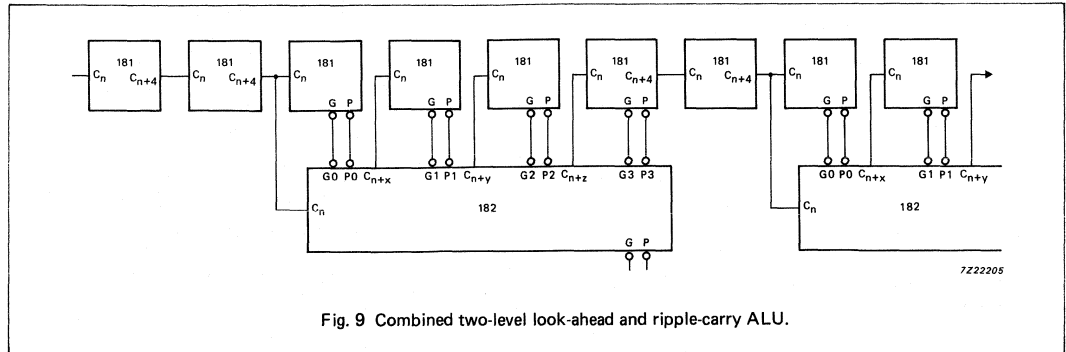 181 181 181 181 181 181 181 181 181
Cn Cn+4 Cn Cn+4 Cn Cn Cn Cn Cn+4 Cn Cn+4 Cn Cn
G P G P G P G P G P G P
G0 P0 Cn+x G1 P1 Cn+y G2 P2 Cn+z G3 P3 G0 P0 Cn+x G1 P1 Cn+y
Cn 182 Cn 182
G P
7Z22205
Fig. 9 Combined two-level look-ahead and ripple-carry ALU.